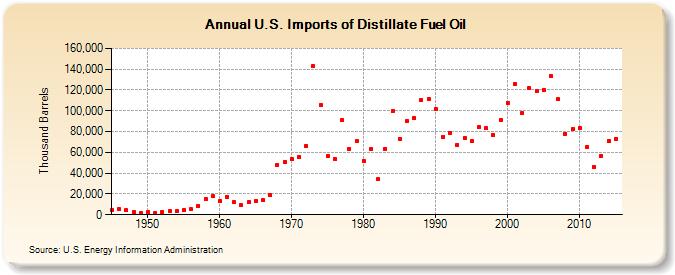 Annual U.S. Imports of Distillate Fuel Oil
Thousand Barrels
160,000
140,000
120,000
100,000
80,000
60,000
40,000
20,000
0
1950 1960 1970 1980 1990 2000 2010
Source: U.S. Energy Information Administration